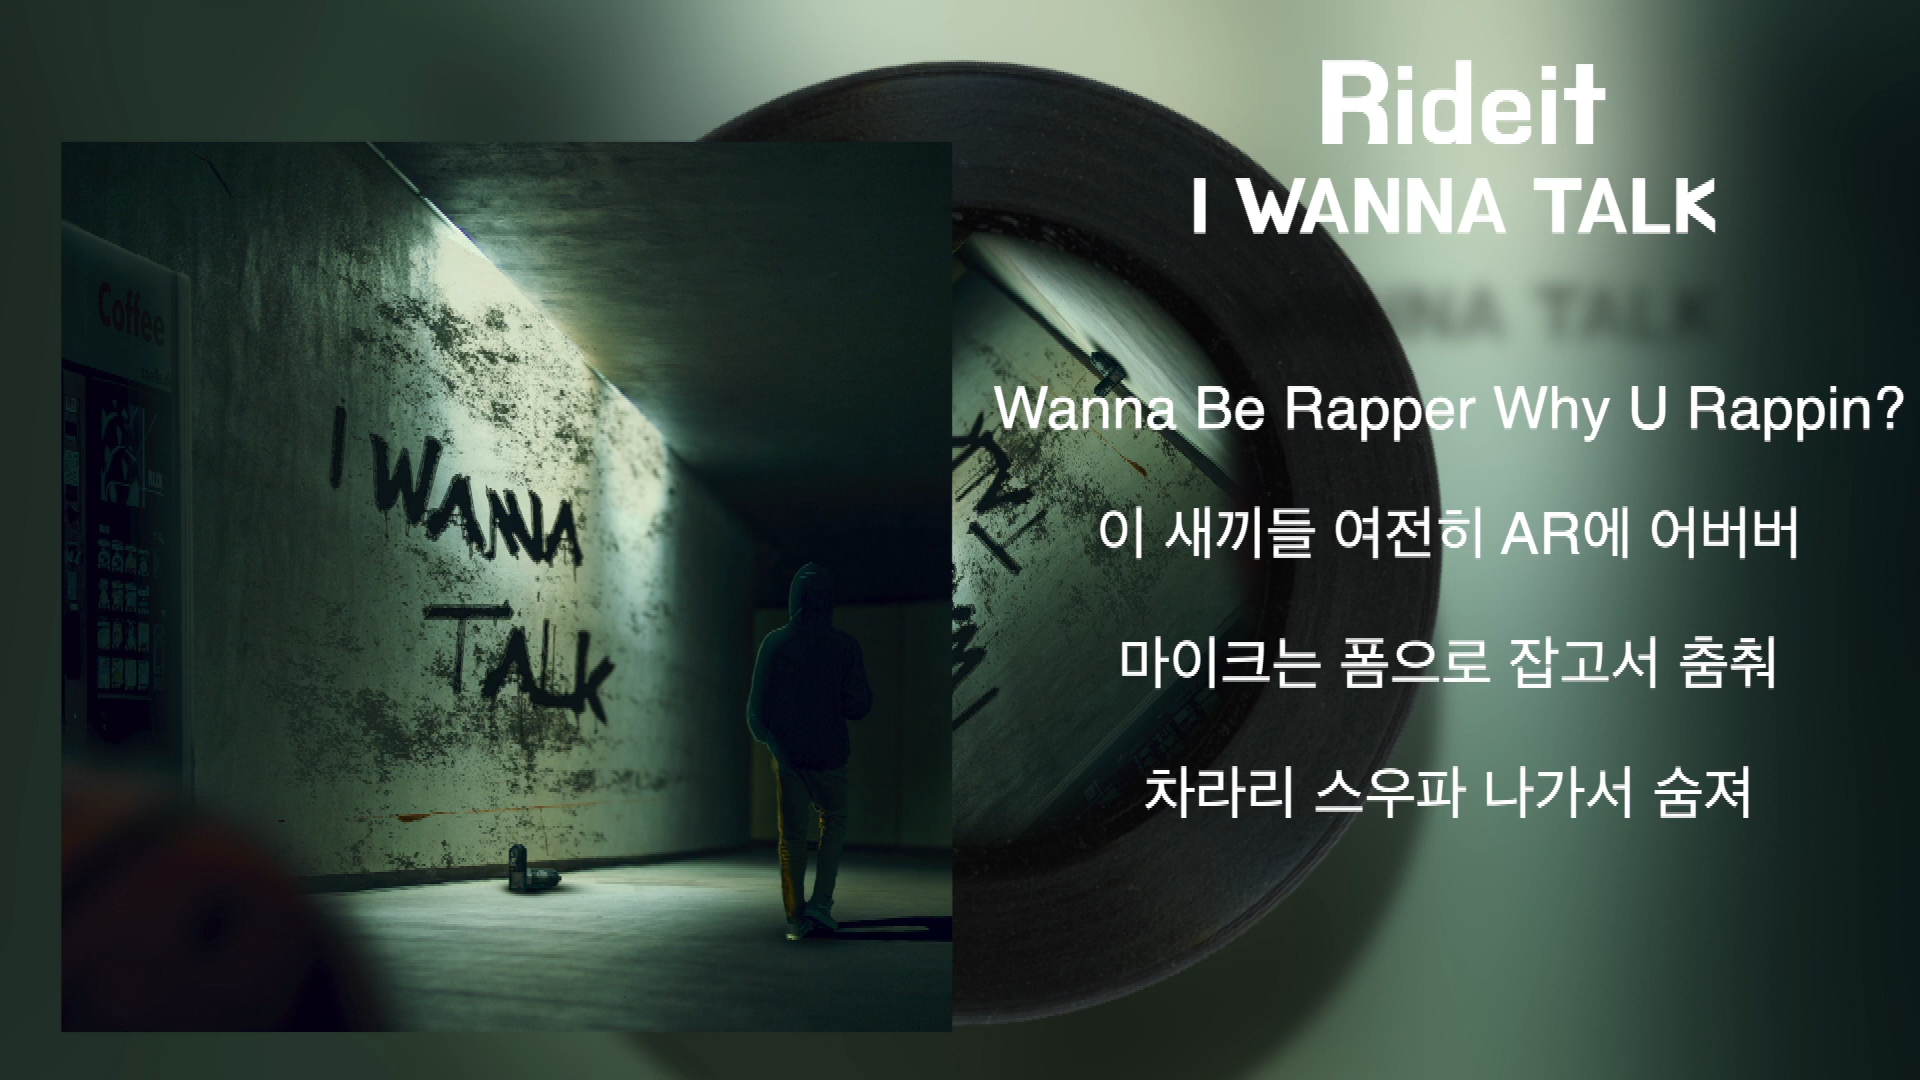 Rideit
I WANNA TALK
Wanna Be Rapper Why U Rappin?
이 새끼들 여전히 AR에 어버버
마이크는 폼으로 잡고서 춤춰
차라리 스우파 나가서 숨져
Coffee
I WANNA
TALK